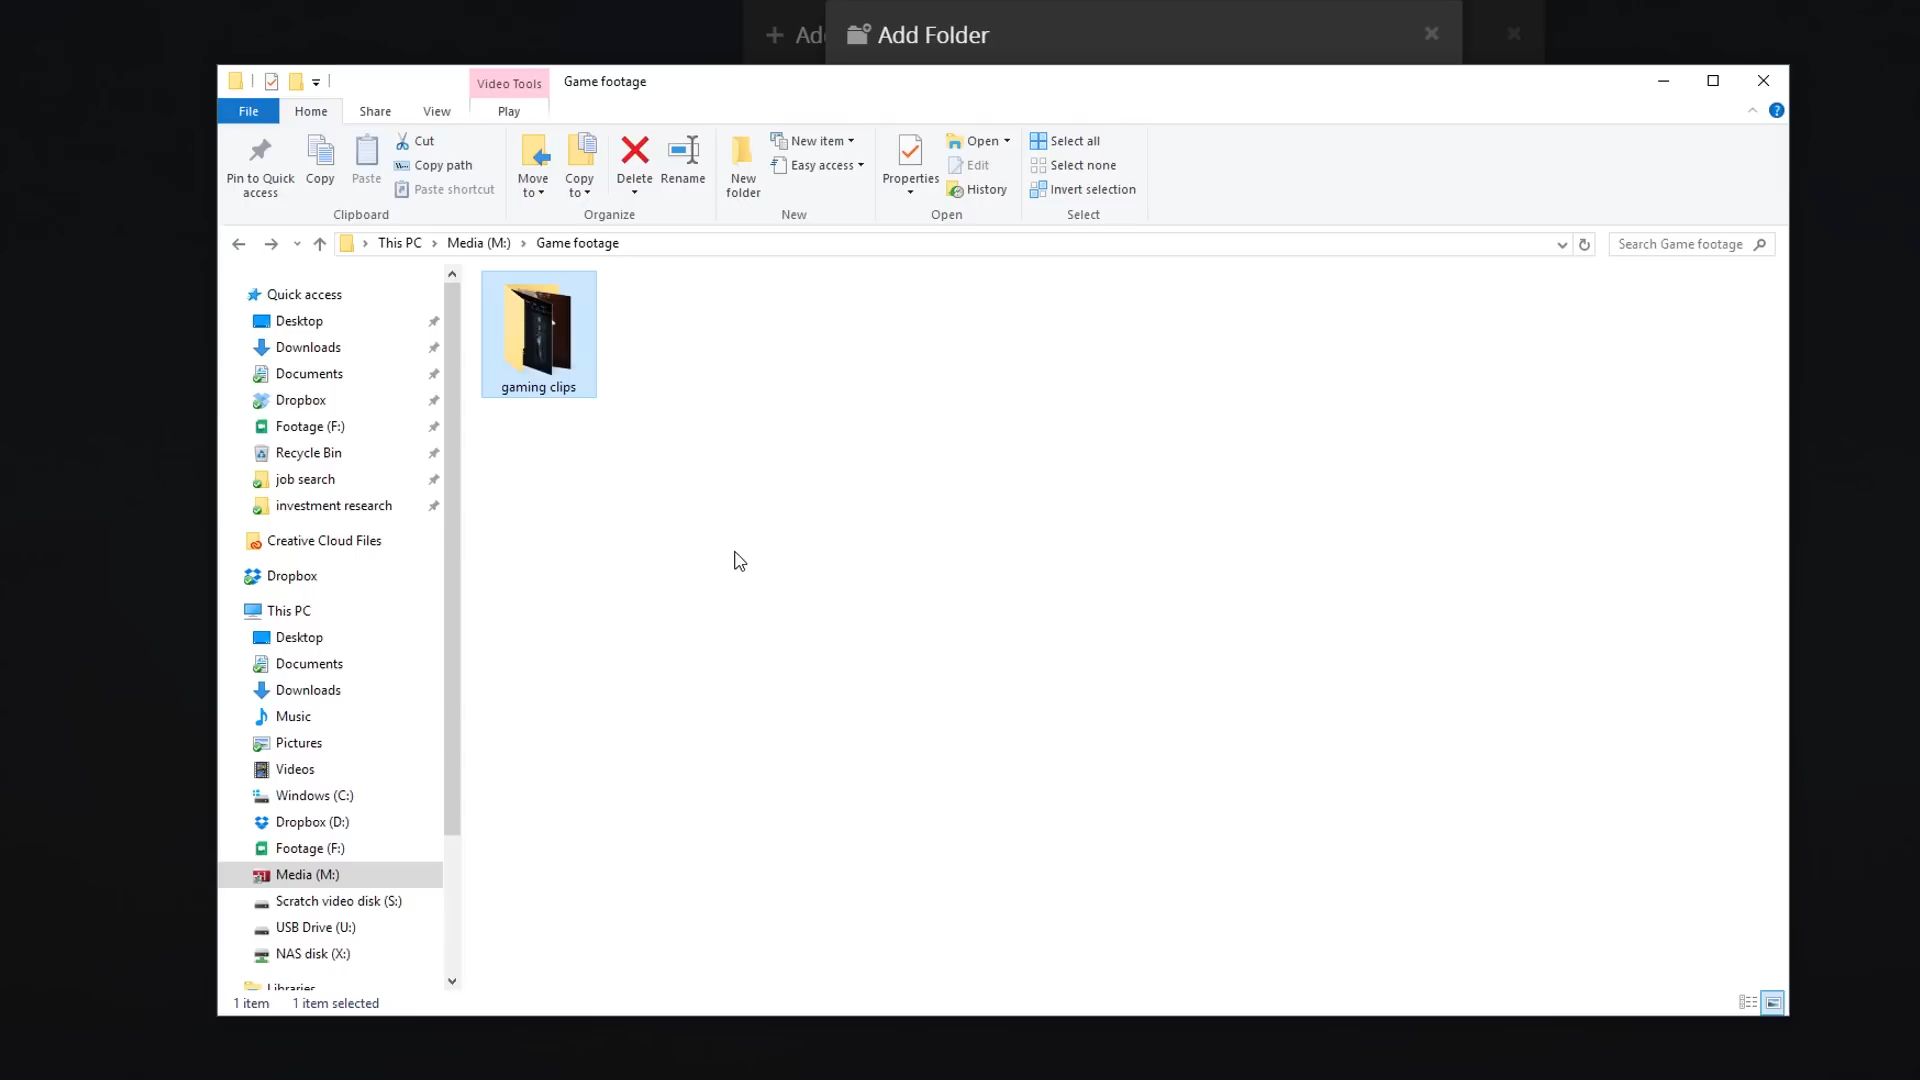 Add
Add Folder
Video Tools
Game footage
File
Home
Share
View
Play
Pin to Quick access
Copy
Paste
Cut
Copy path
Paste shortcut
Clipboard
Move to
Copy to
Delete
Rename
Organize
New folder
New item
Easy access
New
Properties
Open
Edit
History
Open
Select all
Select none
Invert selection
Select
This PC
Media (M:)
Game footage
Search Game footage
Quick access
Desktop
Downloads
Documents
Dropbox
Footage (F:)
Recycle Bin
job search
investment research
Creative Cloud Files
Dropbox
This PC
Desktop
Documents
Downloads
Music
Pictures
Videos
Windows (C:)
Dropbox (D:)
Footage (F:)
Media (M:)
Scratch video disk (S:)
USB Drive (U:)
NAS disk (X:)
Libraries
gaming clips
1 item
1 item selected